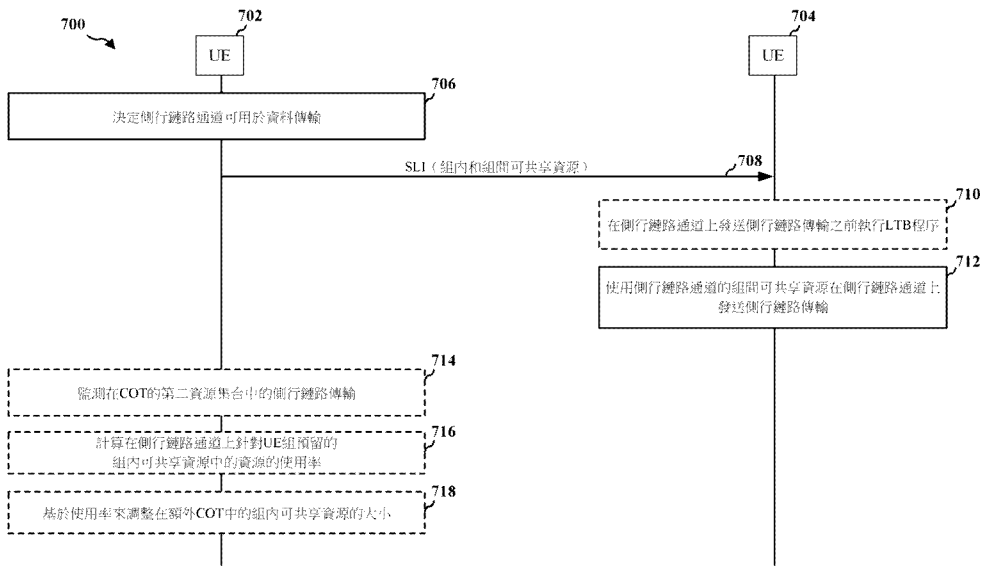 700
702
UE
704
UE
706
決定側行鏈路通道可用於資料傳輸
SLI（組內和組間可共享資源）
708
710
在側行鏈路通道上發送側行鏈路傳輸之前執行LTB程序
712
使用側行鏈路通道的組間可共享資源在側行鏈路通道上
發送側行鏈路傳輸
714
監測在COT的第二資源集合中的側行鏈路傳輸
716
計算在側行鏈路通道上針對UE組預留的
組內可共享資源中的資源的使用率
718
基於使用率來調整在額外COT中的組內可共享資源的大小